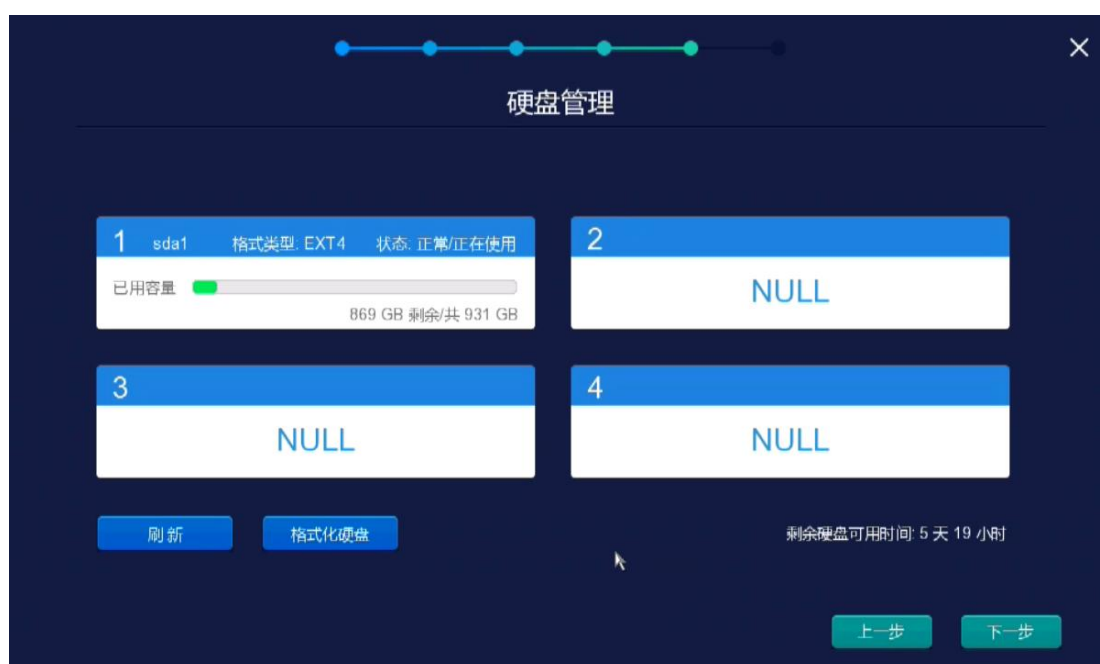 硬盘管理
1 sda1 格式类型: EXT4 状态: 正常/正在使用
已用容量
869 GB 剩余/共 931 GB
2
NULL
3
NULL
4
NULL
刷新 格式化硬盘 剩余硬盘可用时间: 5 天 19 小时
上一步 下一步